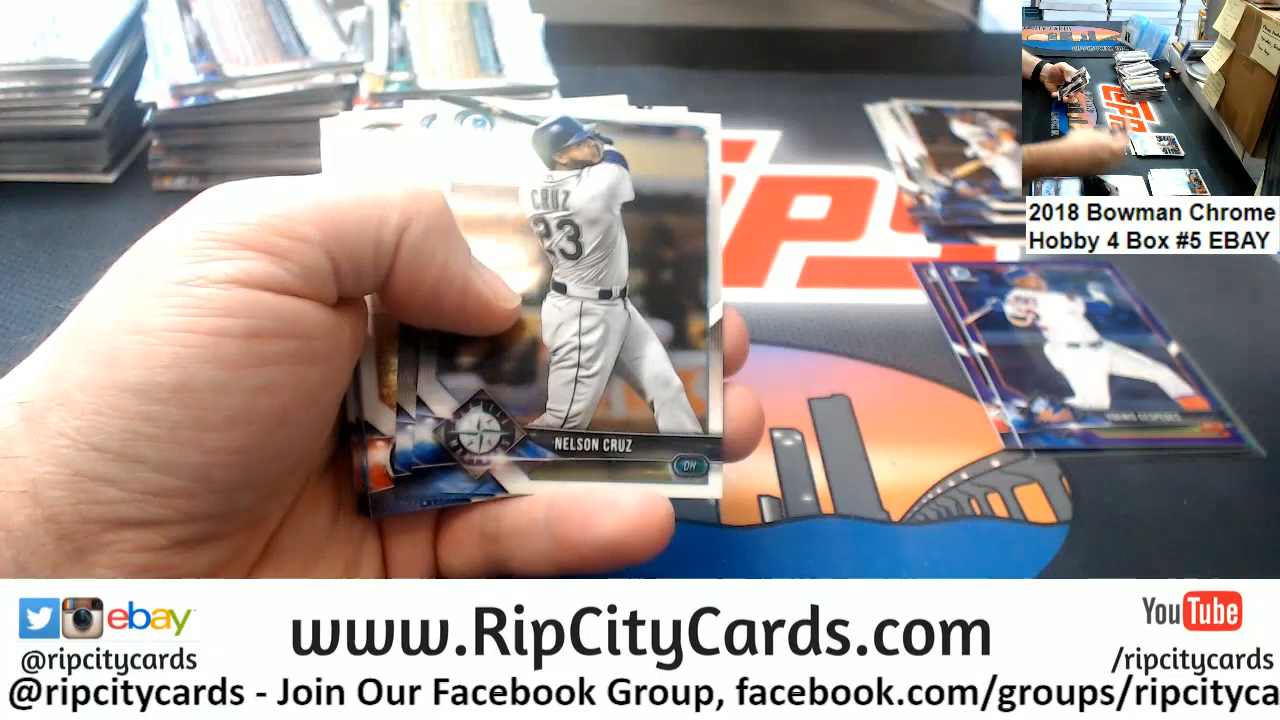 CRUZ
23
NELSON CRUZ
DH
2018 Bowman Chrome
Hobby 4 Box #5 EBAY
ebay
www.RipCityCards.com
YouTube
@ripcitycards
/ripcitycards
@ripcitycards - Join Our Facebook Group, facebook.com/groups/ripcityca